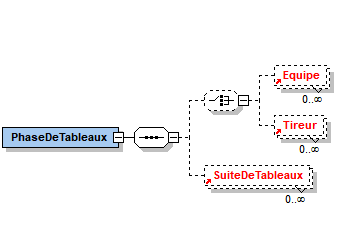 Equipe
0..∞
Tireur
0..∞
PhaseDeTableaux
SuiteDeTableaux
0..∞